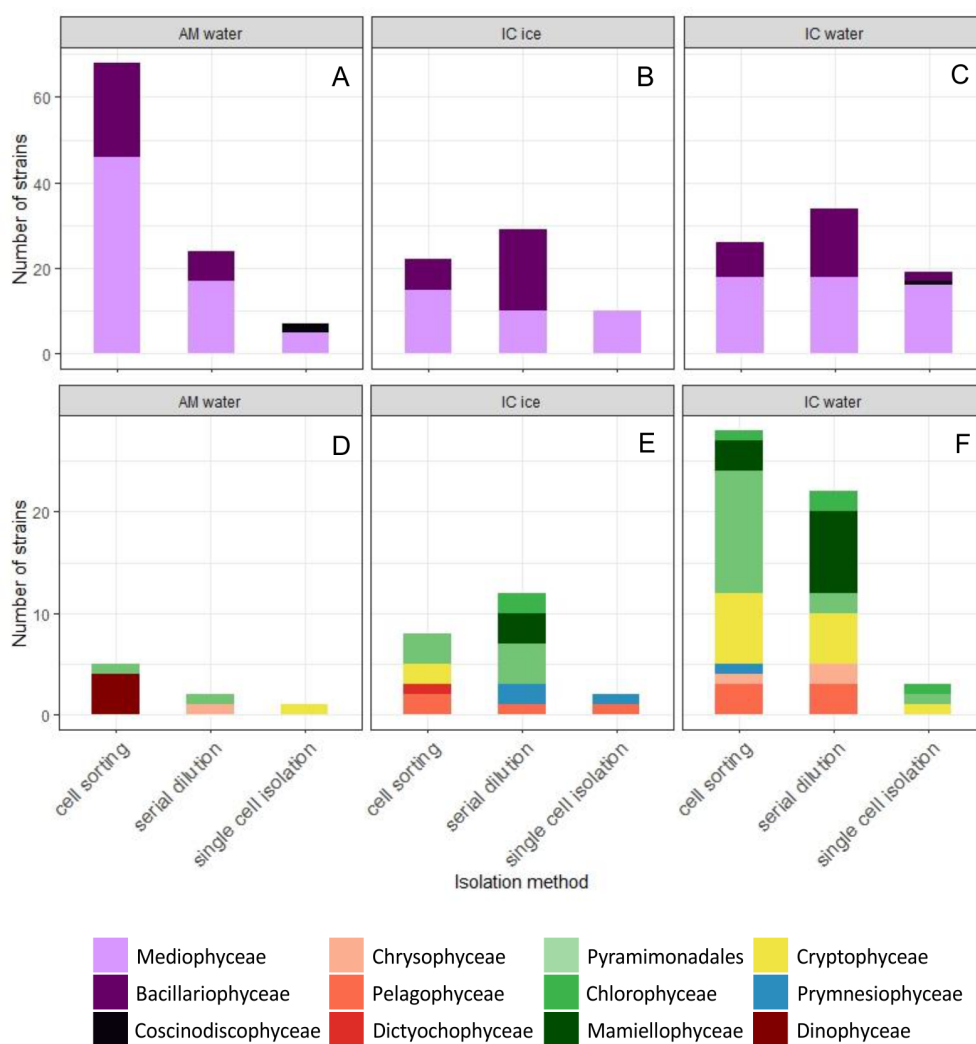 AM water
IC ice
IC water
A
B
C
Number of strains
60
40
20
0
AM water
IC ice
IC water
D
E
F
Number of strains
20
10
0
cell sorting
serial dilution
single cell isolation
cell sorting
serial dilution
single cell isolation
cell sorting
serial dilution
single cell isolation
Isolation method
Mediophyceae
Chrysophyceae
Pyramimonadales
Cryptophyceae
Bacillariophyceae
Pelagophyceae
Chlorophyceae
Prymnesiophyceae
Coscinodiscophyceae
Dictyochophyceae
Mamiellophyceae
Dinophyceae